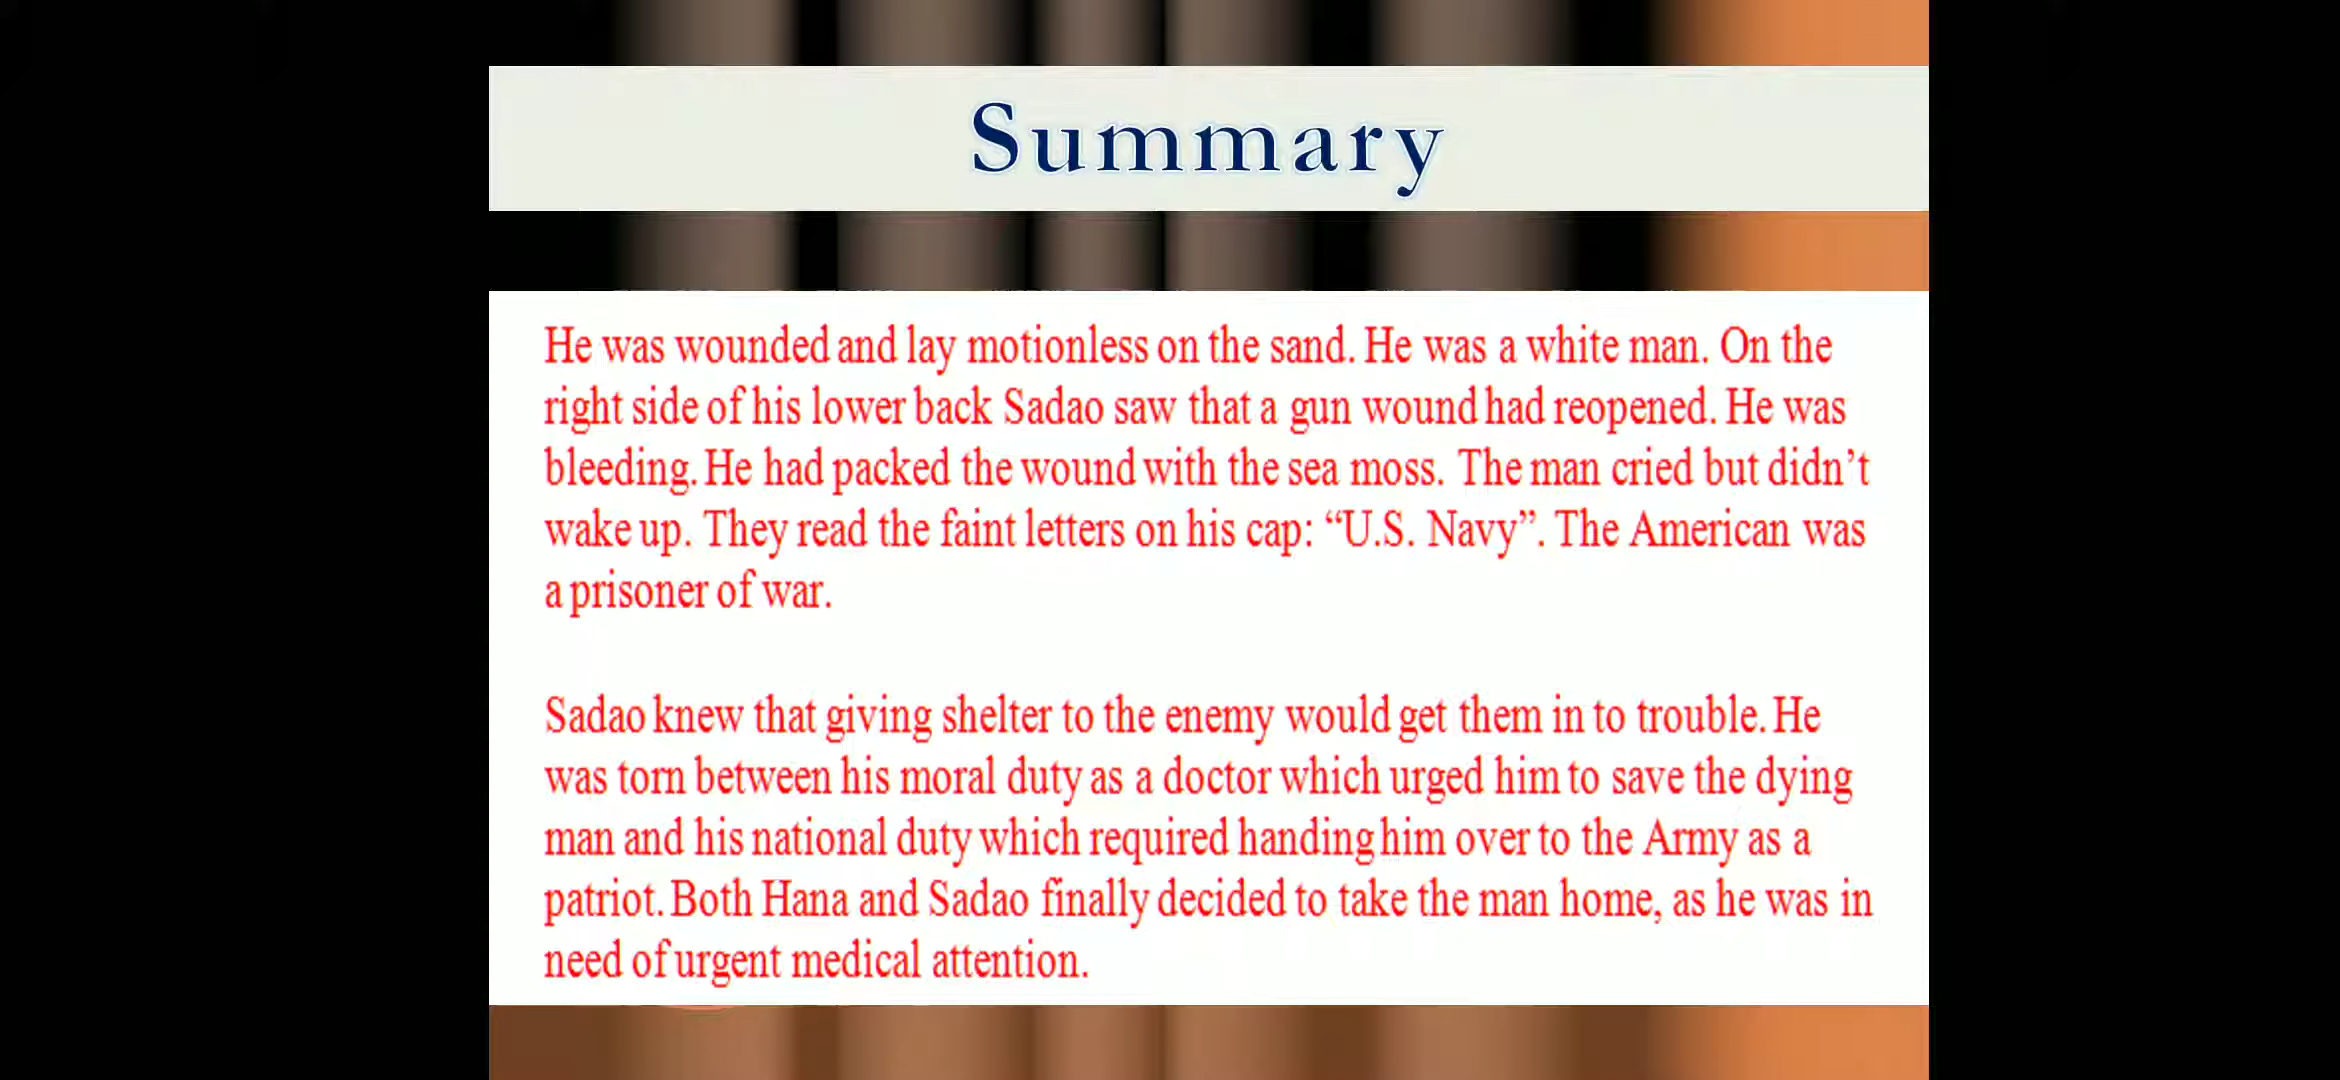 Summary
He was wounded and lay motionless on the sand. He was a white man. On the
right side of his lower back Sadao saw that a gun wound had reopened. He was
bleeding. He had packed the wound with the sea moss. The man cried but didn’t
wake up. They read the faint letters on his cap: “U.S. Navy”. The American was
a prisoner of war.
Sadao knew that giving shelter to the enemy would get them in to trouble. He
was torn between his moral duty as a doctor which urged him to save the dying
man and his national duty which required handing him over to the Army as a
patriot. Both Hana and Sadao finally decided to take the man home, as he was in
need of urgent medical attention.